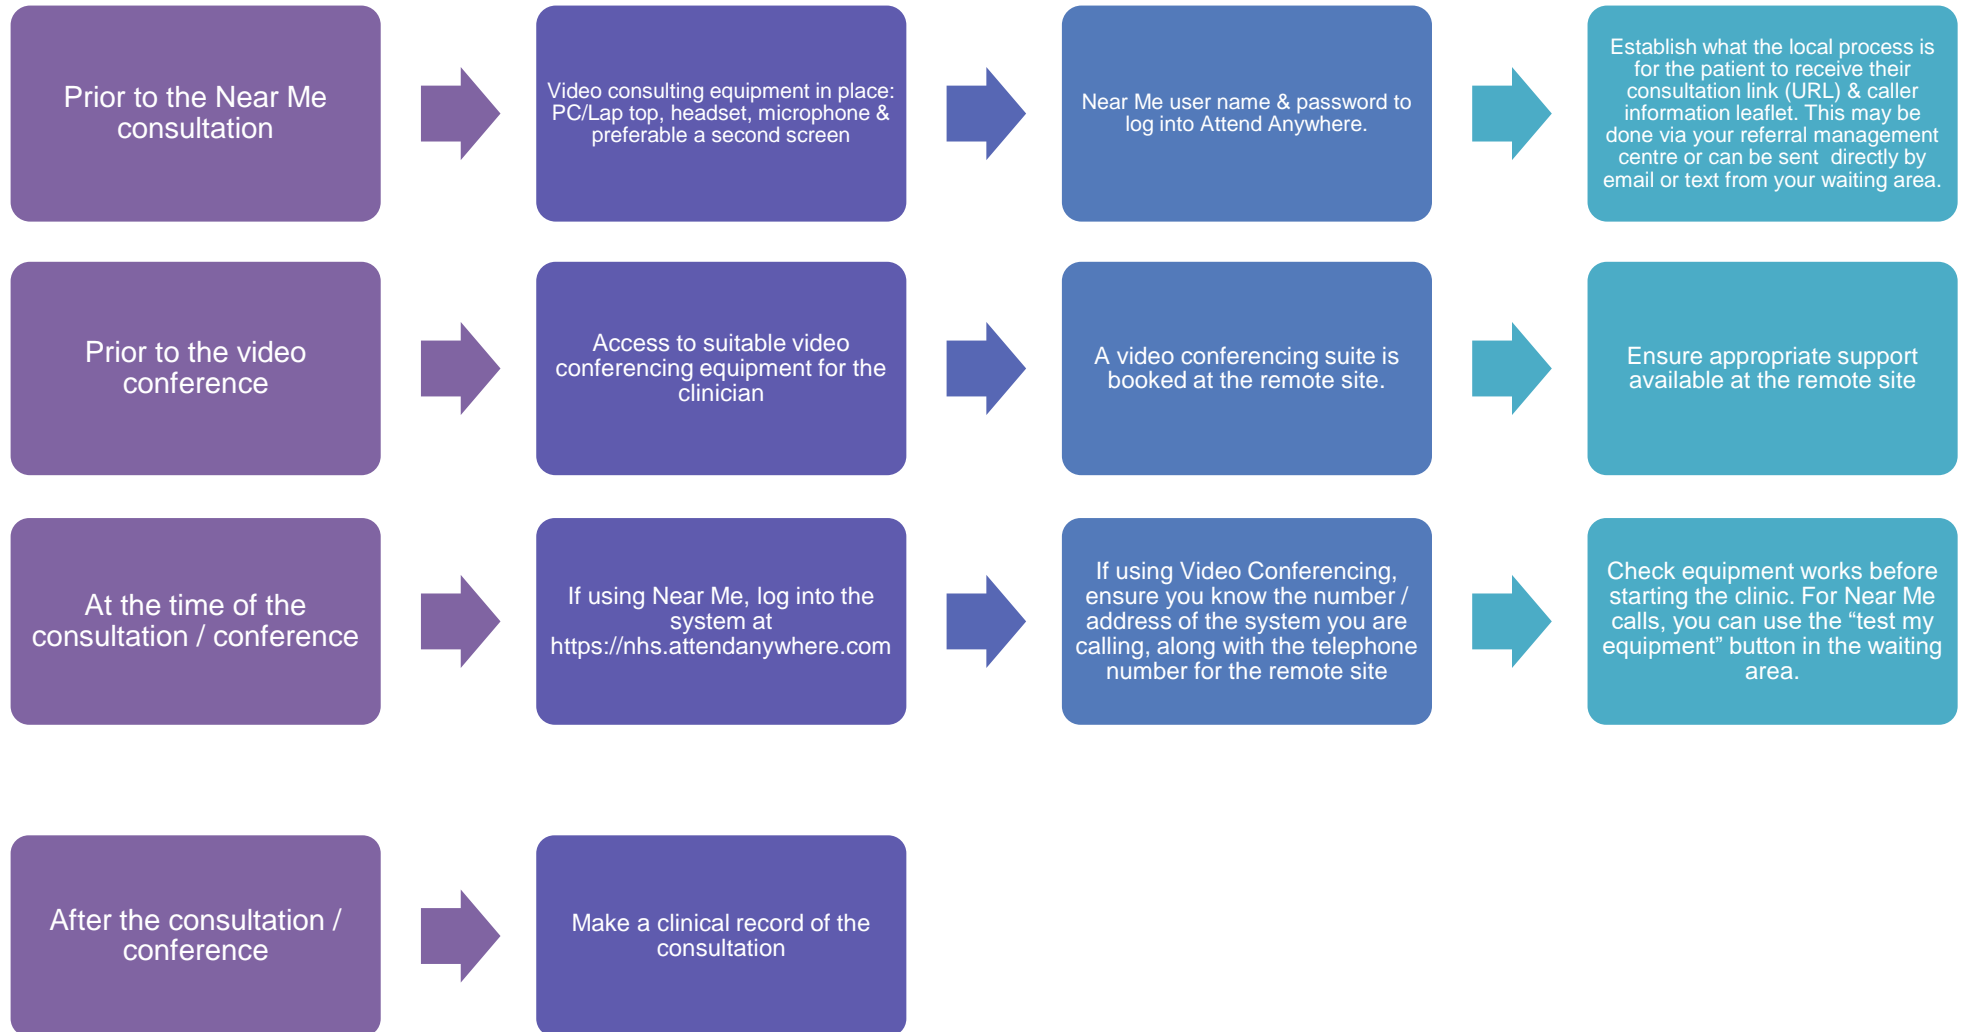 Prior to the Near Me
consultation
Video consulting equipment in place:
PC/Lap top, headset, microphone &
preferable a second screen
Near Me user name & password to
log into Attend Anywhere.
Establish what the local process is
for the patient to receive their
consultation link (URL) & caller
information leaflet. This may be
done via your referral management
centre or can be sent  directly by
email or text from your waiting area.
Prior to the video
conference
Access to suitable video
conferencing equipment for the
clinician
A video conferencing suite is
booked at the remote site.
Ensure appropriate support
available at the remote site
At the time of the
consultation / conference
If using Near Me, log into the
system at
https://nhs.attendanywhere.com
If using Video Conferencing,
ensure you know the number /
address of the system you are
calling, along with the telephone
number for the remote site
Check equipment works before
starting the clinic. For Near Me
calls, you can use the “test my
equipment” button in the waiting
area.
After the consultation /
conference
Make a clinical record of the
consultation